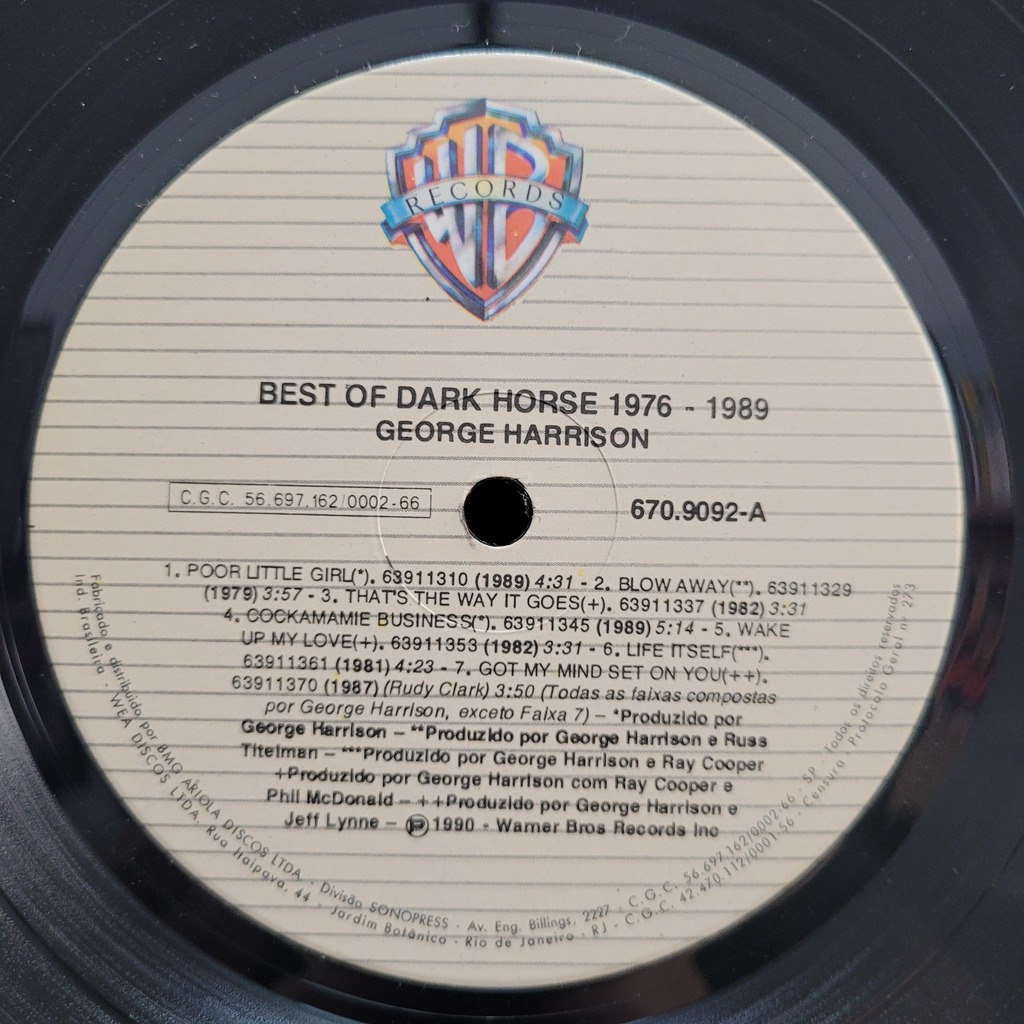 WB
RECORDS
BEST OF DARK HORSE 1976 - 1989
GEORGE HARRISON
C.G.C. 56.697.162/0002-66
670.9092-A
1. POOR LITTLE GIRL(*). 63911310 (1989) 4:31 - 2. BLOW AWAY(**). 63911329
(1979) 3:57 - 3. THAT'S THE WAY IT GOES(+). 63911337 (1982) 3:31
4. COCKAMAMIE BUSINESS(*). 63911345 (1989) 5:14 - 5. WAKE
UP MY LOVE(+). 63911353 (1982) 3:31 - 6. LIFE ITSELF(***).
63911361 (1981) 4:23 - 7. GOT MY MIND SET ON YOU(++).
63911370 (1987) (Rudy Clark) 3:50 (Todas as faixas compostas
por George Harrison, exceto Faixa 7) – *Produzido por
George Harrison – **Produzido por George Harrison e Russ
Titelman – ***Produzido por George Harrison e Ray Cooper
+Produzido por George Harrison com Ray Cooper e
Phil McDonald – ++Produzido por George Harrison e
Jeff Lynne – ℗ 1990 - Warner Bros Records Inc
Fabricado e distribuído por BMG ARIOLA DISCOS LTDA. - Divisão SONOPRESS - Av. Eng. Billings, 2227 - C.G.C. 56.697.162/0002-66 - SP - Todos os direitos reservados
Ind. Brasileira - WEA DISCOS LTDA. Rua Itaipava, 44 - Jardim Botânico - Rio de Janeiro - RJ - C.G.C. 42.470.112/0001-56 - Censura Protocolo Geral nº 273